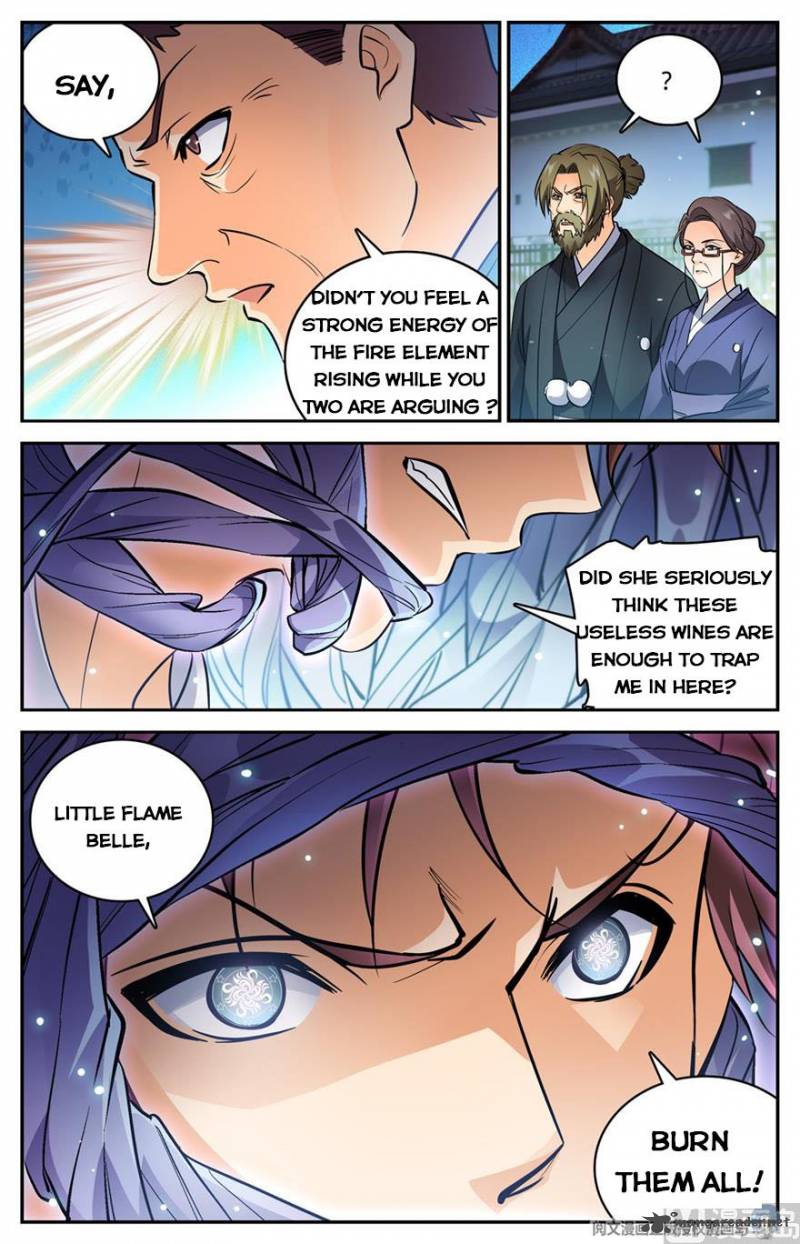 SAY,
?
DIDN'T YOU FEEL A
STRONG ENERGY OF
THE FIRE ELEMENT
RISING WHILE YOU
TWO ARE ARGUING ?
DID SHE SERIOUSLY
THINK THESE
USELESS WINES ARE
ENOUGH TO TRAP
ME IN HERE?
LITTLE FLAME
BELLE,
BURN
THEM ALL!